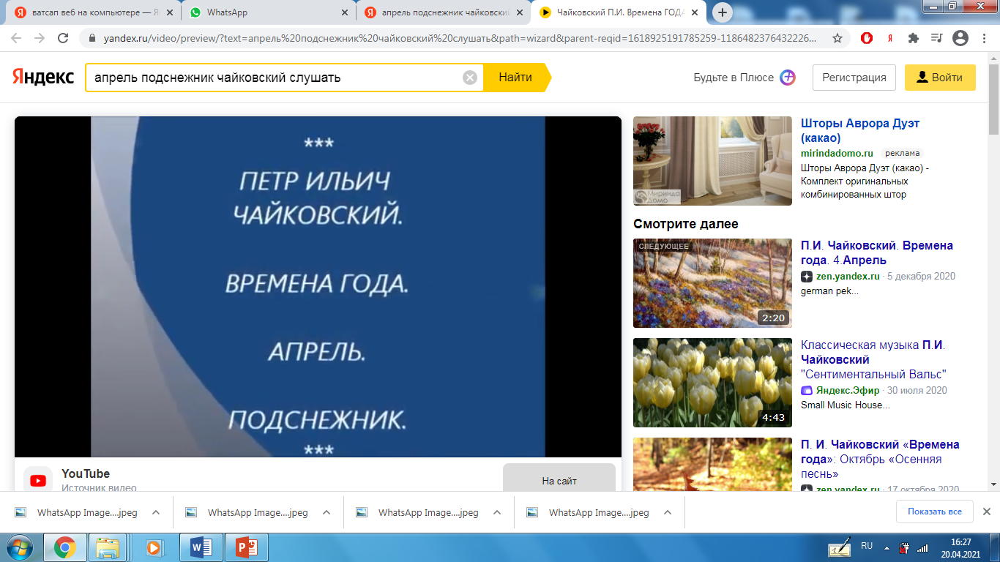 ватсап веб на компьютере — Я
WhatsApp
апрель подснежник чайковский
Чайковский П.И. Времена ГОДА
yandex.ru/video/preview/?text=апрель%20подснежник%20чайковский%20слушать&path=wizard&parent-reqid=1618925191785259-1186482376432226...
Яндекс
апрель подснежник чайковский слушать
Найти
Будьте в Плюсе
Регистрация
Войти
***
ПЕТР ИЛЬИЧ
ЧАЙКОВСКИЙ.
ВРЕМЕНА ГОДА.
АПРЕЛЬ.
ПОДСНЕЖНИК.
***
YouTube
Источник видео
На сайт
Миринда
Домо
Шторы Аврора Дуэт
(какао)
mirindadomo.ru реклама
Шторы Аврора Дуэт (какао) -
Комплект оригинальных
комбинированных штор
Смотрите далее
СЛЕДУЮЩЕЕ
2:20
П.И. Чайковский. Времена
года. 4.Апрель
zen.yandex.ru · 5 декабря 2020
german pek...
4:43
Классическая музыка П.И.
Чайковский
"Сентиментальный Вальс"
Яндекс.Эфир · 30 июля 2020
Small Music House...
П. И. Чайковский «Времена
года»: Октябрь «Осенняя
песнь»
zen.yandex.ru · 17 октября 2020
WhatsApp Image....jpeg
WhatsApp Image....jpeg
WhatsApp Image....jpeg
WhatsApp Image....jpeg
Показать все
RU
16:27
20.04.2021